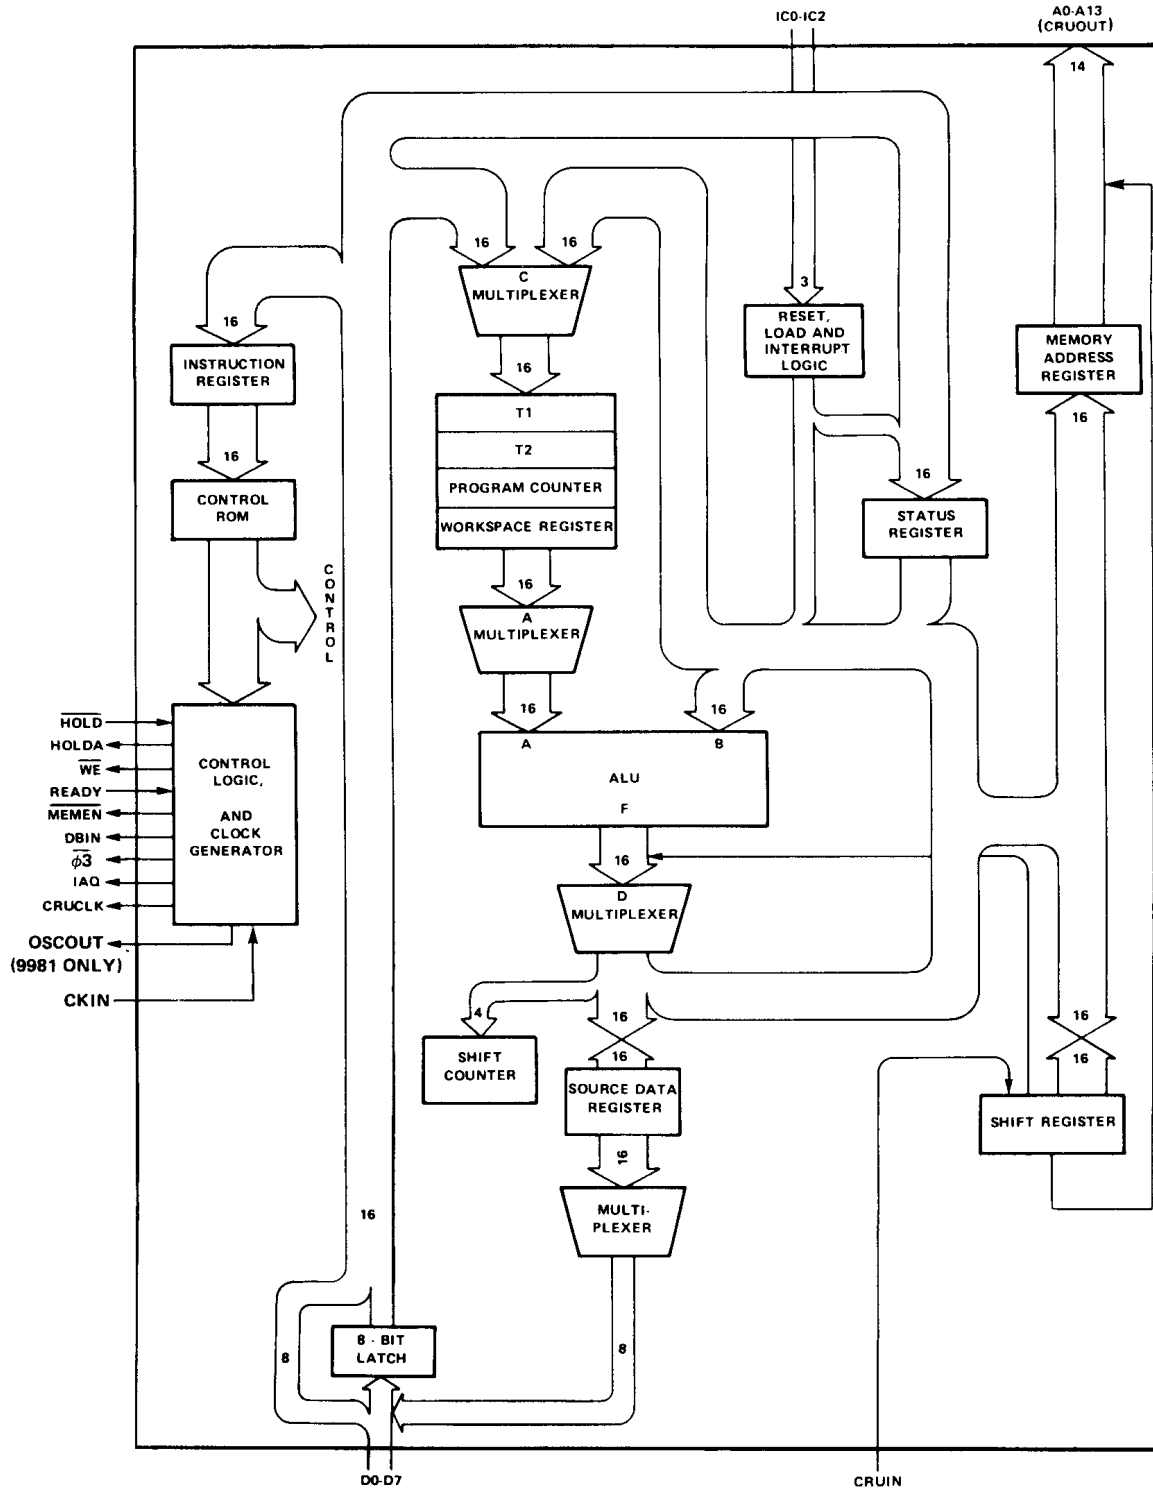 IC0-IC2
A0-A13
(CRUOUT)
14
16
16
3
C
MULTIPLEXER
RESET,
LOAD AND
INTERRUPT
LOGIC
MEMORY
ADDRESS
REGISTER
16
16
INSTRUCTION
REGISTER
16
16
T1
T2
PROGRAM COUNTER
WORKSPACE REGISTER
16
CONTROL
ROM
16
STATUS
REGISTER
CONTROL
16
A
MULTIPLEXER
16
16
HOLD
HOLDA
WE
READY
MEMEN
DBIN
ϕ3
IAQ
CRUCLK
OSCOUT
(9981 ONLY)
CKIN
CONTROL
LOGIC,
AND
CLOCK
GENERATOR
A
B
ALU
F
16
D
MULTIPLEXER
4
16
16
SHIFT
COUNTER
SOURCE DATA
REGISTER
16
16
SHIFT REGISTER
16
MULTI-
PLEXER
16
8 - BIT
LATCH
8
8
D0-D7
CRUIN